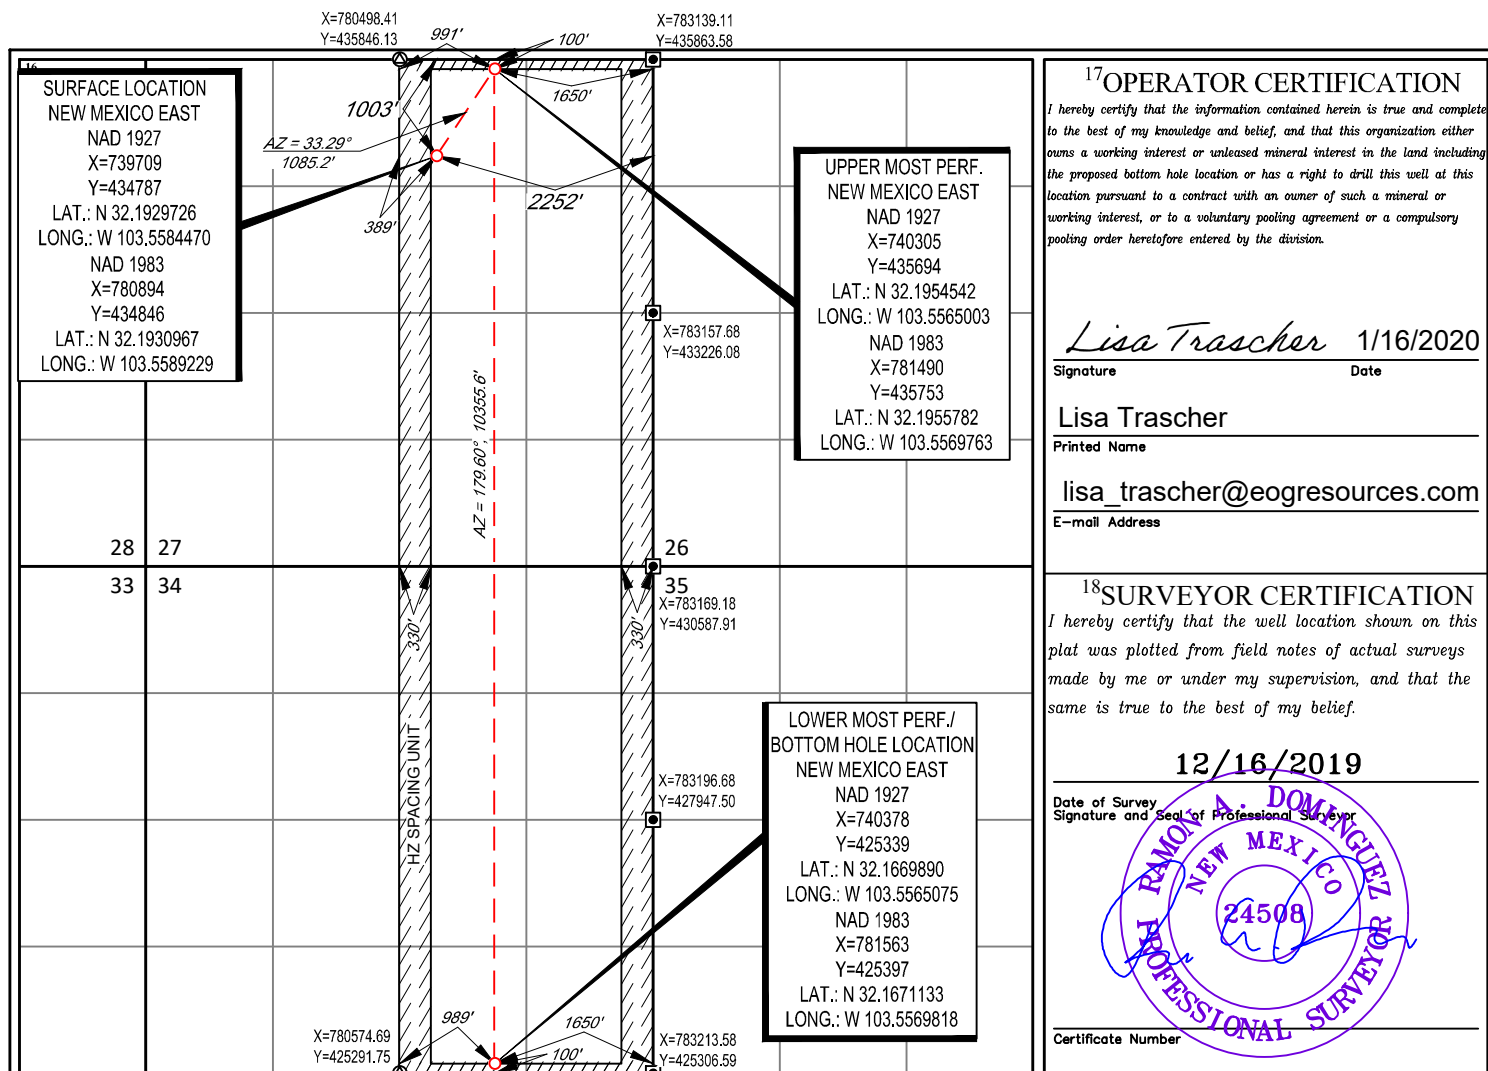 X=780498.41
Y=435846.13
991'
100'
X=783139.11
Y=435863.58
16
SURFACE LOCATION
NEW MEXICO EAST
NAD 1927
X=739709
Y=434787
LAT.: N 32.1929726
LONG.: W 103.5584470
NAD 1983
X=780894
Y=434846
LAT.: N 32.1930967
LONG.: W 103.5589229
1003'
AZ = 33.29°
1085.2'
389'
1650'
2252'
UPPER MOST PERF.
NEW MEXICO EAST
NAD 1927
X=740305
Y=435694
LAT.: N 32.1954542
LONG.: W 103.5565003
NAD 1983
X=781490
Y=435753
LAT.: N 32.1955782
LONG.: W 103.5569763
X=783157.68
Y=433226.08
AZ = 179.60°, 10355.6'
28 27
33 34
26
35
X=783169.18
Y=430587.91
330'
330'
HZ SPACING UNIT
X=783196.68
Y=427947.50
LOWER MOST PERF./
BOTTOM HOLE LOCATION
NEW MEXICO EAST
NAD 1927
X=740378
Y=425339
LAT.: N 32.1669890
LONG.: W 103.5565075
NAD 1983
X=781563
Y=425397
LAT.: N 32.1671133
LONG.: W 103.5569818
X=780574.69
Y=425291.75
989'
1650'
100'
X=783213.58
Y=425306.59
17OPERATOR CERTIFICATION
I hereby certify that the information contained herein is true and complete
to the best of my knowledge and belief, and that this organization either
owns a working interest or unleased mineral interest in the land including
the proposed bottom hole location or has a right to drill this well at this
location pursuant to a contract with an owner of such a mineral or
working interest, or to a voluntary pooling agreement or a compulsory
pooling order heretofore entered by the division.
Lisa Trascher 1/16/2020
Signature Date
Lisa Trascher
Printed Name
lisa_trascher@eogresources.com
E-mail Address
18SURVEYOR CERTIFICATION
I hereby certify that the well location shown on this
plat was plotted from field notes of actual surveys
made by me or under my supervision, and that the
same is true to the best of my belief.
12/16/2019
Date of Survey
Signature and Seal of Professional Surveyor
RAMON A. DOMINGUEZ
NEW MEXICO
24508
PROFESSIONAL SURVEYOR
Certificate Number